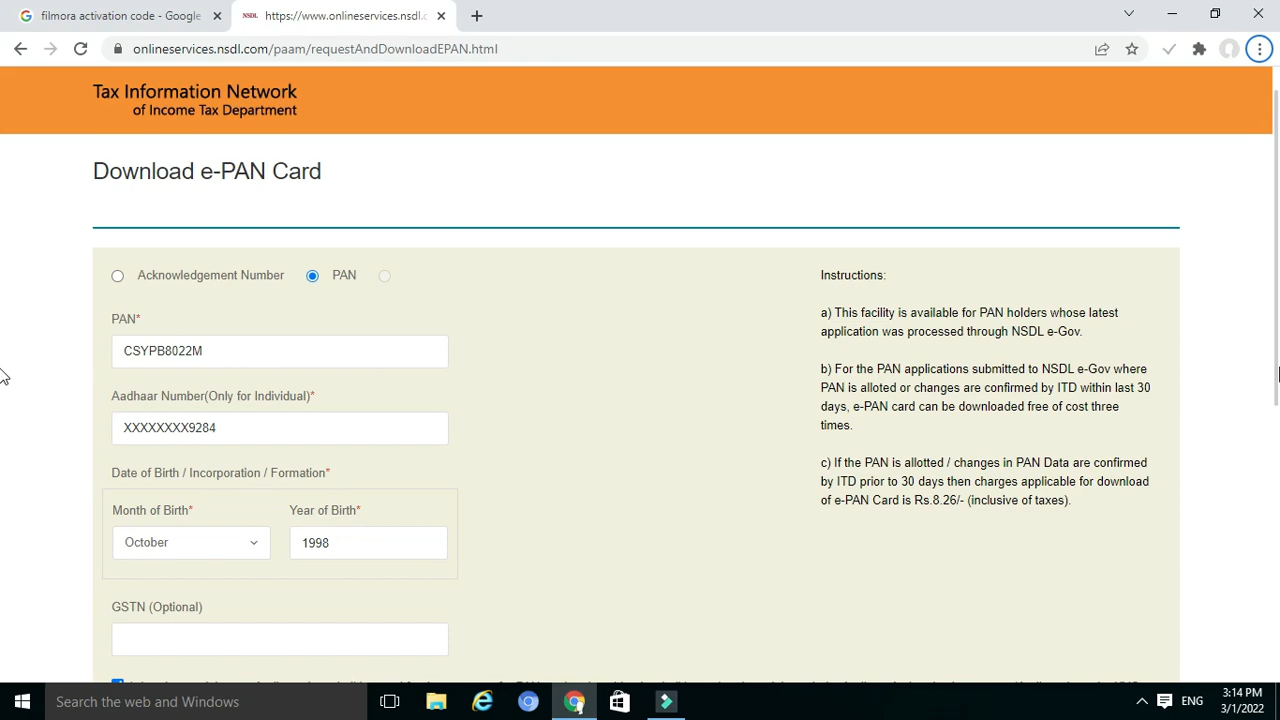 filmora activation code - Google
NSDL https://www.onlineservices.nsdl.c
onlineservices.nsdl.com/paam/requestAndDownloadEPAN.html
Tax Information Network
of Income Tax Department
Download e-PAN Card
Acknowledgement Number PAN
PAN*
CSYPB8022M
Aadhaar Number(Only for Individual)*
XXXXXXXX9284
Date of Birth / Incorporation / Formation*
Month of Birth* Year of Birth*
October 1998
GSTN (Optional)
Instructions:
a) This facility is available for PAN holders whose latest
application was processed through NSDL e-Gov.
b) For the PAN applications submitted to NSDL e-Gov where
PAN is alloted or changes are confirmed by ITD within last 30
days, e-PAN card can be downloaded free of cost three
times.
c) If the PAN is allotted / changes in PAN Data are confirmed
by ITD prior to 30 days then charges applicable for download
of e-PAN Card is Rs.8.26/- (inclusive of taxes).
Search the web and Windows
ENG
3:14 PM
3/1/2022